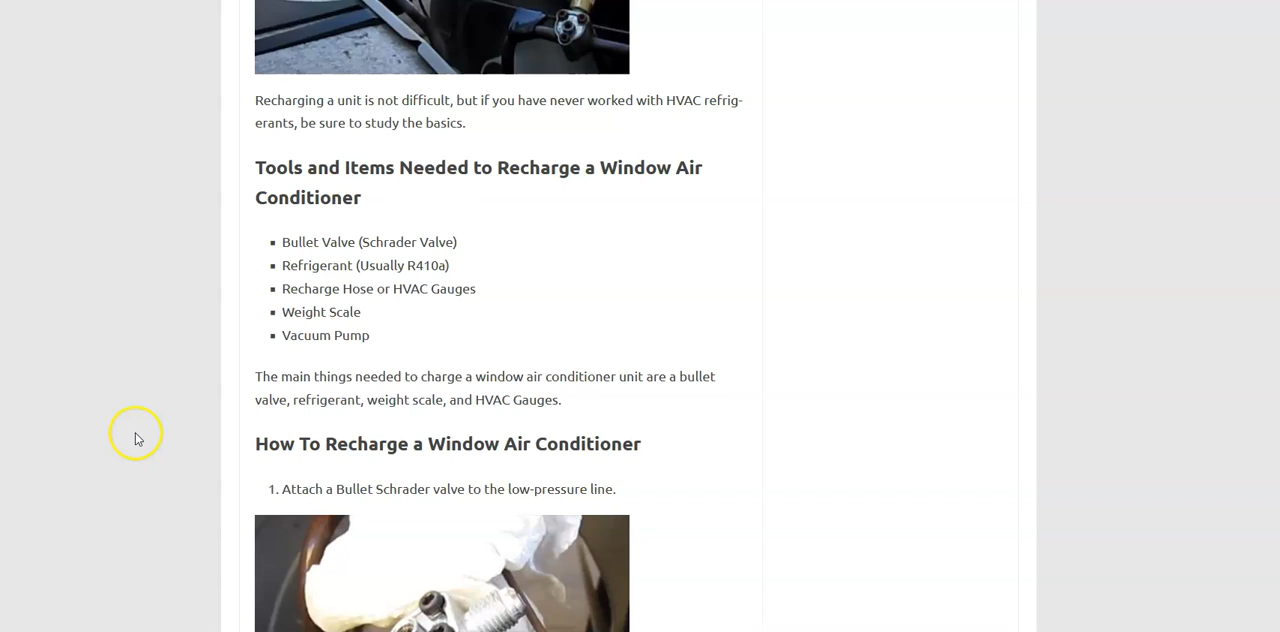 Recharging a unit is not difficult, but if you have never worked with HVAC refrig-
erants, be sure to study the basics.
Tools and Items Needed to Recharge a Window Air
Conditioner
▪ Bullet Valve (Schrader Valve)
▪ Refrigerant (Usually R410a)
▪ Recharge Hose or HVAC Gauges
▪ Weight Scale
▪ Vacuum Pump
The main things needed to charge a window air conditioner unit are a bullet
valve, refrigerant, weight scale, and HVAC Gauges.
How To Recharge a Window Air Conditioner
1. Attach a Bullet Schrader valve to the low-pressure line.